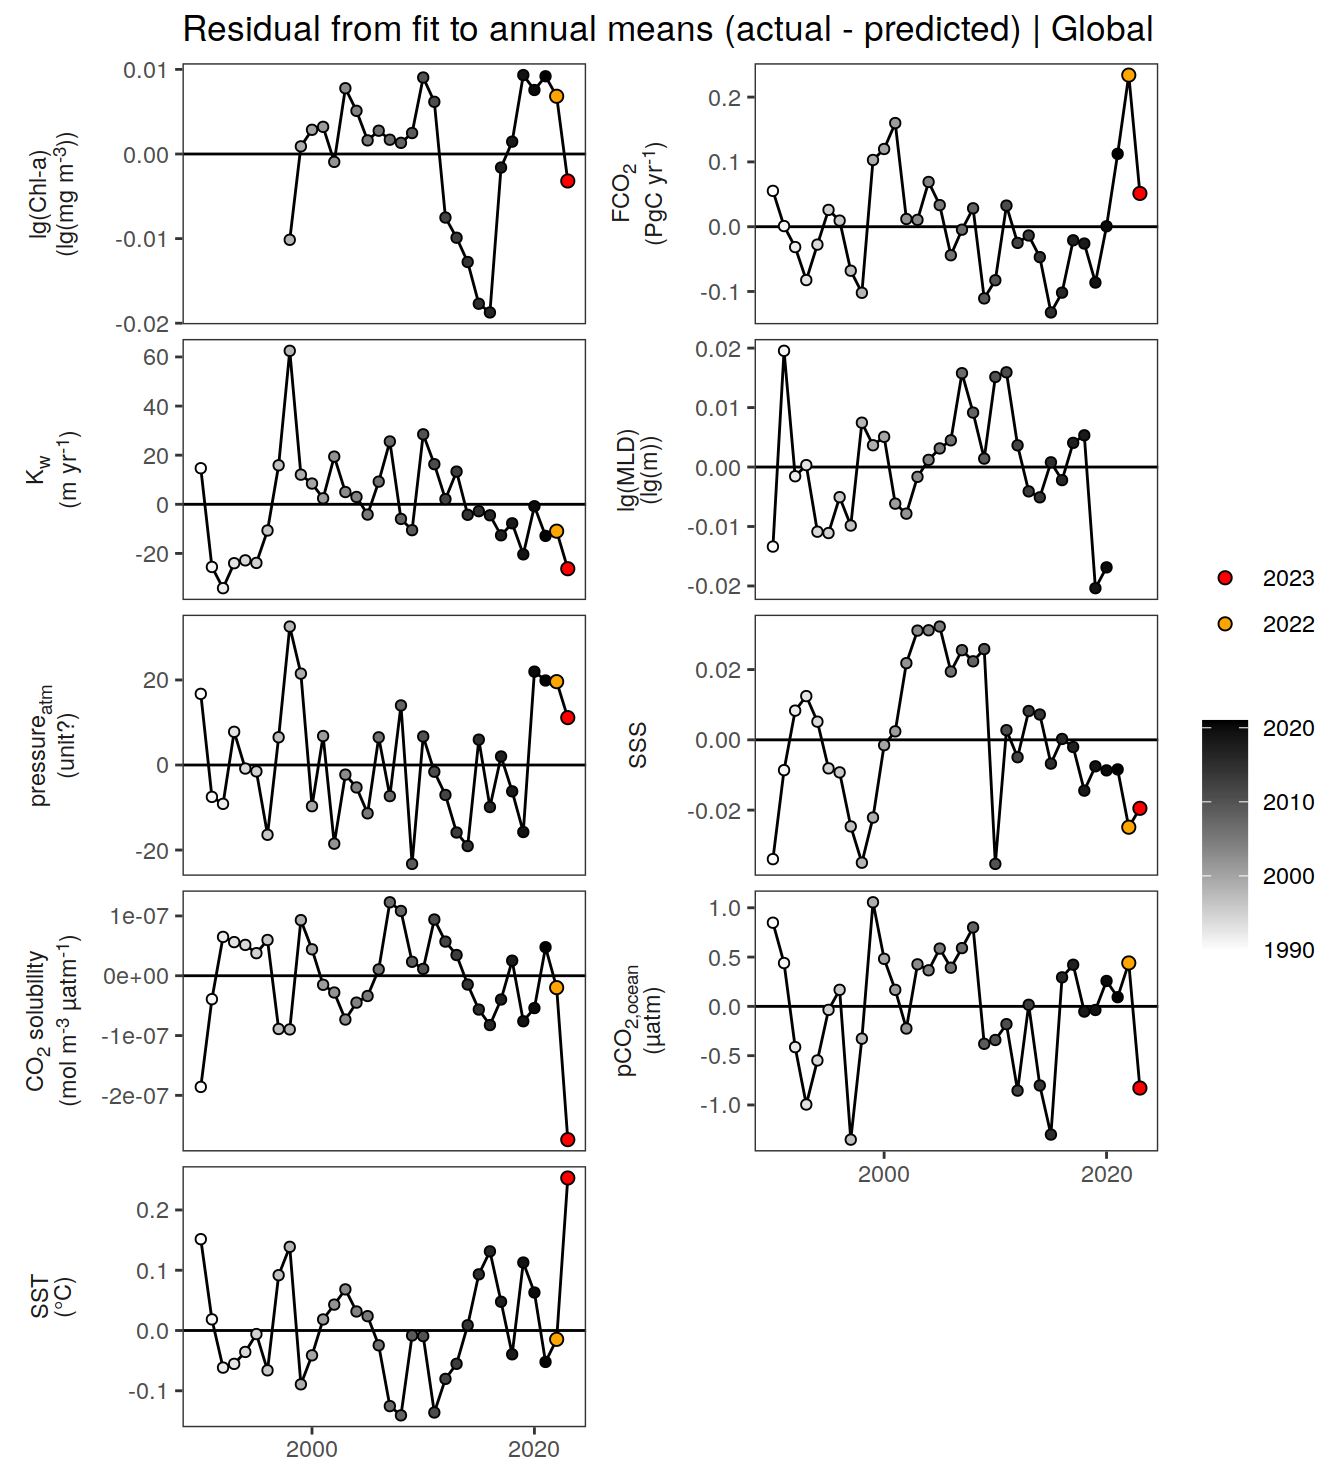 Residual from fit to annual means (actual - predicted) | Global
lg(Chl-a)
(lg(mg m⁻³))
0.01
0.00
-0.01
-0.02
FCO₂
(PgC yr⁻¹)
0.2
0.1
0.0
-0.1
K_w
(m yr⁻¹)
60
40
20
0
-20
lg(MLD)
(lg(m))
0.02
0.01
0.00
-0.01
-0.02
pressure_atm
(unit?)
20
0
-20
SSS
0.02
0.00
-0.02
CO₂ solubility
(mol m⁻³ µatm⁻¹)
1e-07
0e+00
-1e-07
-2e-07
pCO₂,ocean
(µatm)
1.0
0.5
0.0
-0.5
-1.0
2000
2020
SST
(°C)
0.2
0.1
0.0
-0.1
2000
2020
2023
2022
2020
2010
2000
1990